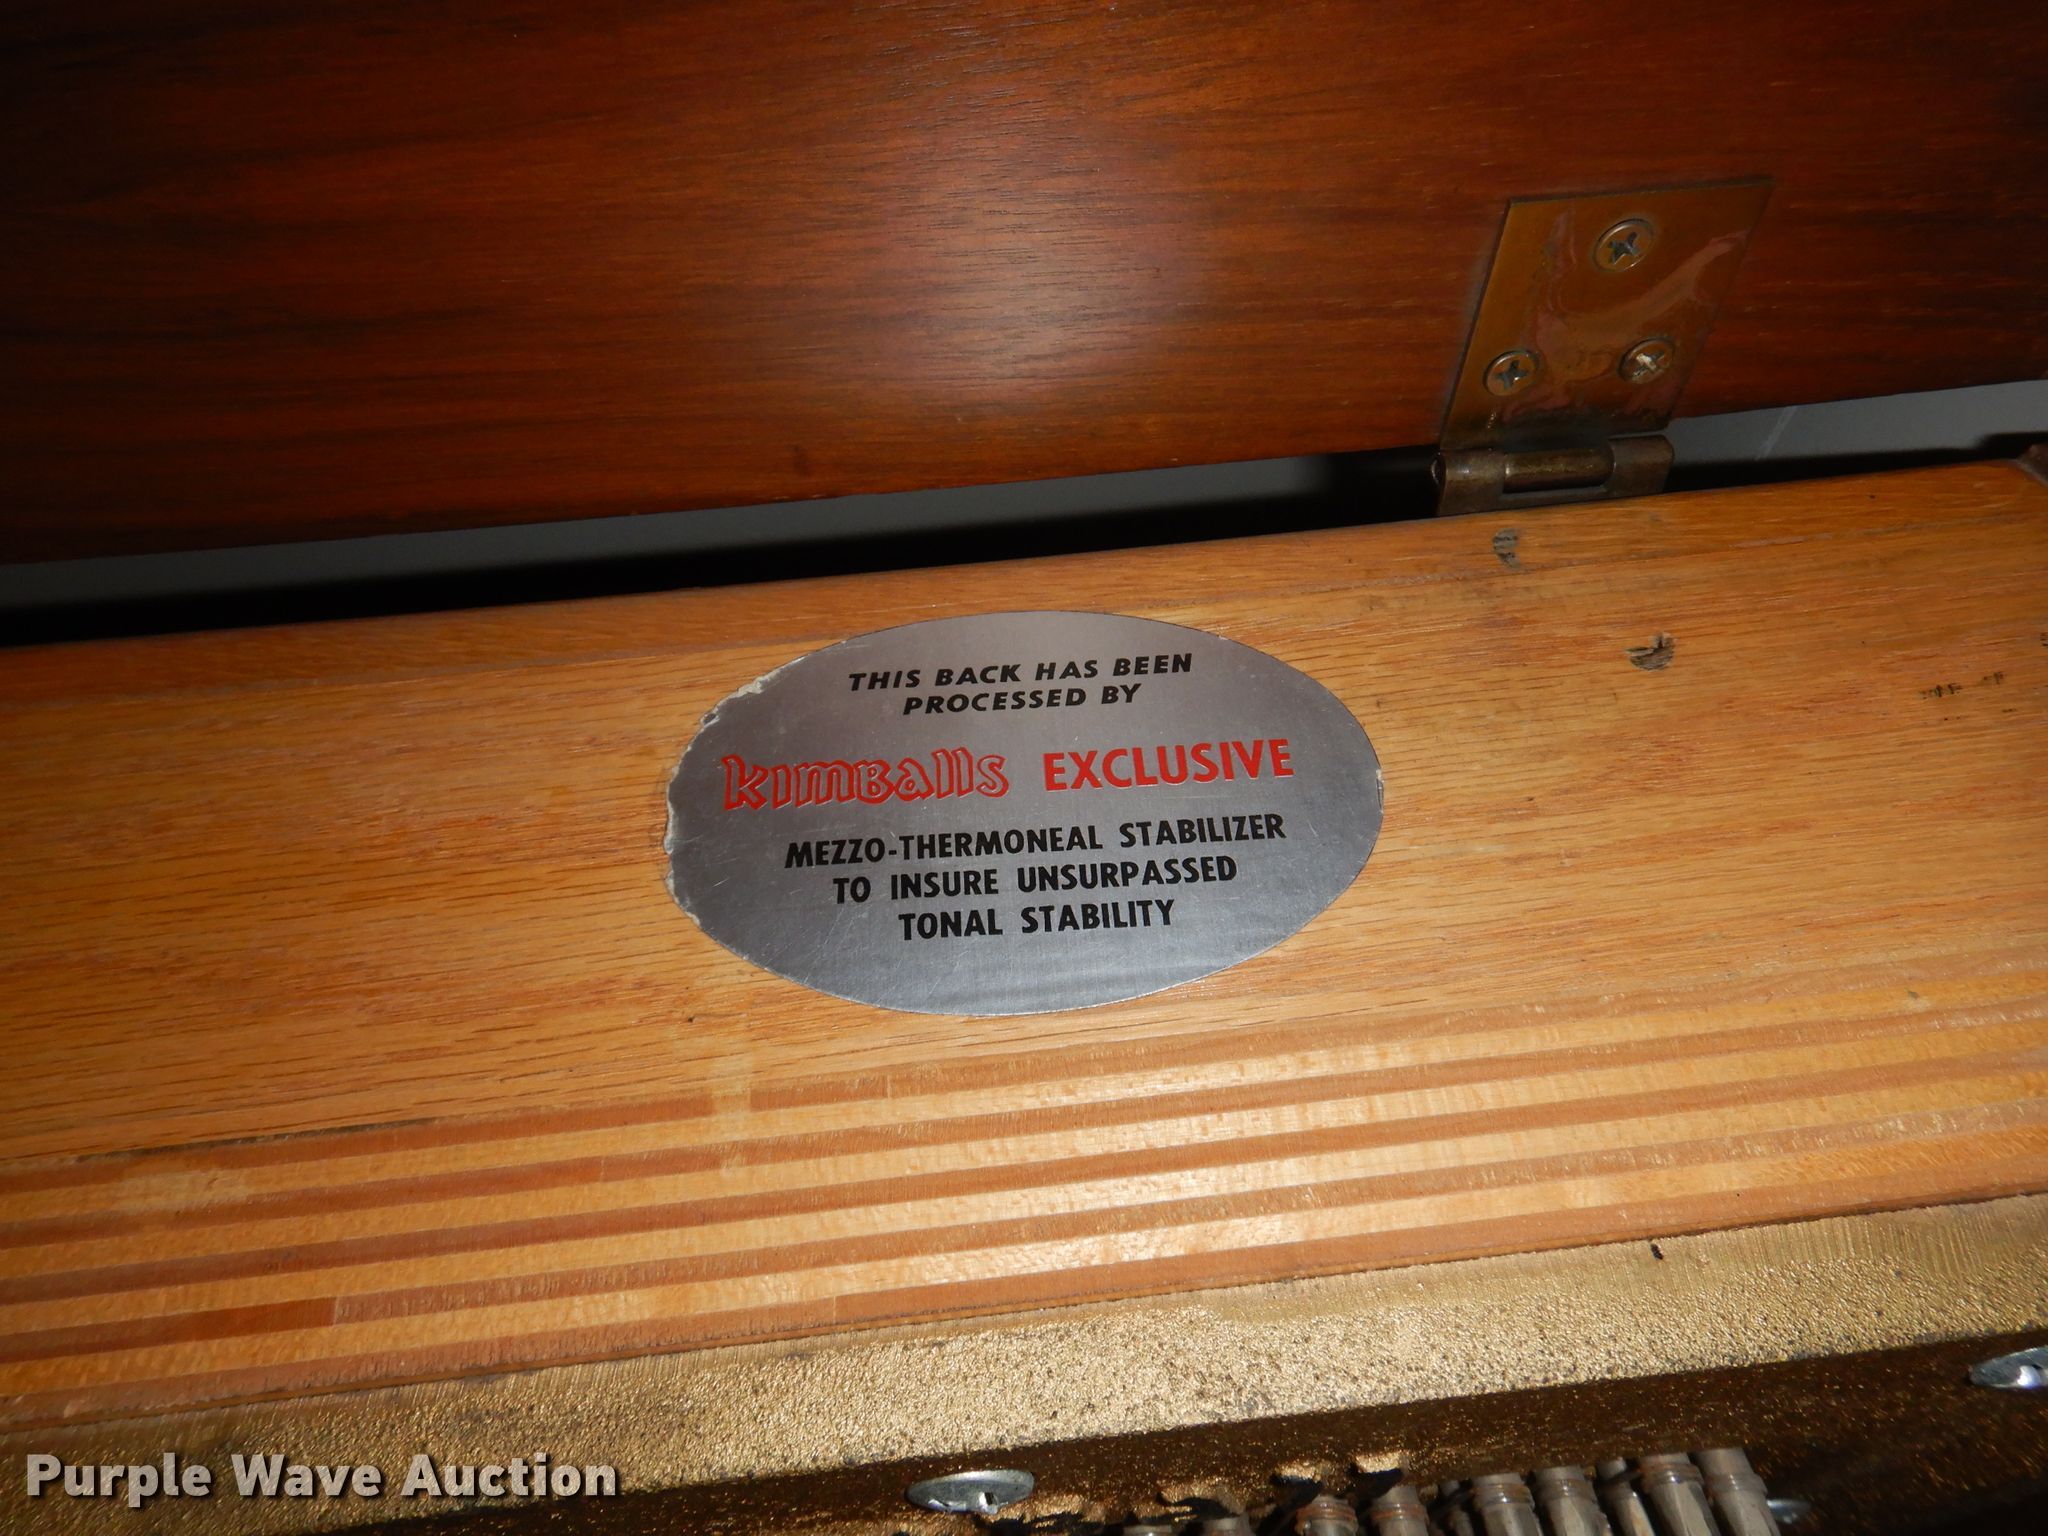 THIS BACK HAS BEEN
PROCESSED BY
kimBalls EXCLUSIVE
MEZZO-THERMONEAL STABILIZER
TO INSURE UNSURPASSED
TONAL STABILITY
Purple Wave Auction